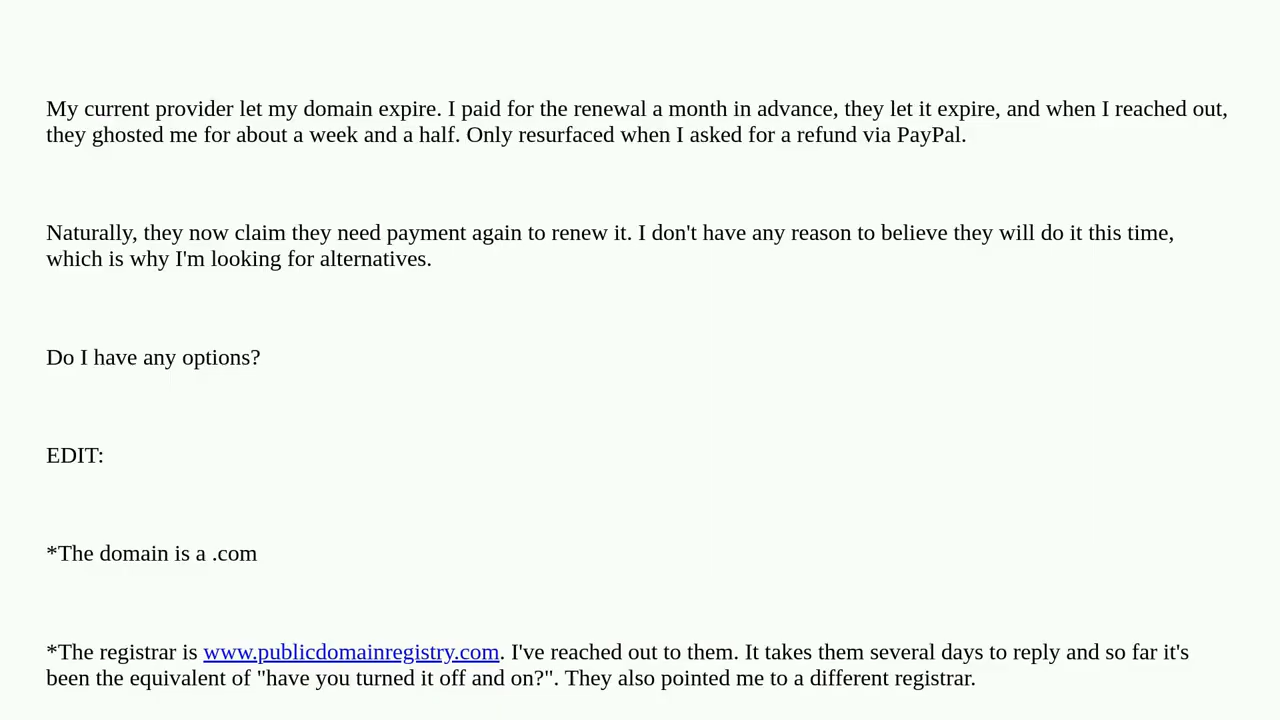 My current provider let my domain expire. I paid for the renewal a month in advance, they let it expire, and when I reached out,
they ghosted me for about a week and a half. Only resurfaced when I asked for a refund via PayPal.
Naturally, they now claim they need payment again to renew it. I don't have any reason to believe they will do it this time,
which is why I'm looking for alternatives.
Do I have any options?
EDIT:
*The domain is a .com
*The registrar is www.publicdomainregistry.com. I've reached out to them. It takes them several days to reply and so far it's
been the equivalent of "have you turned it off and on?". They also pointed me to a different registrar.